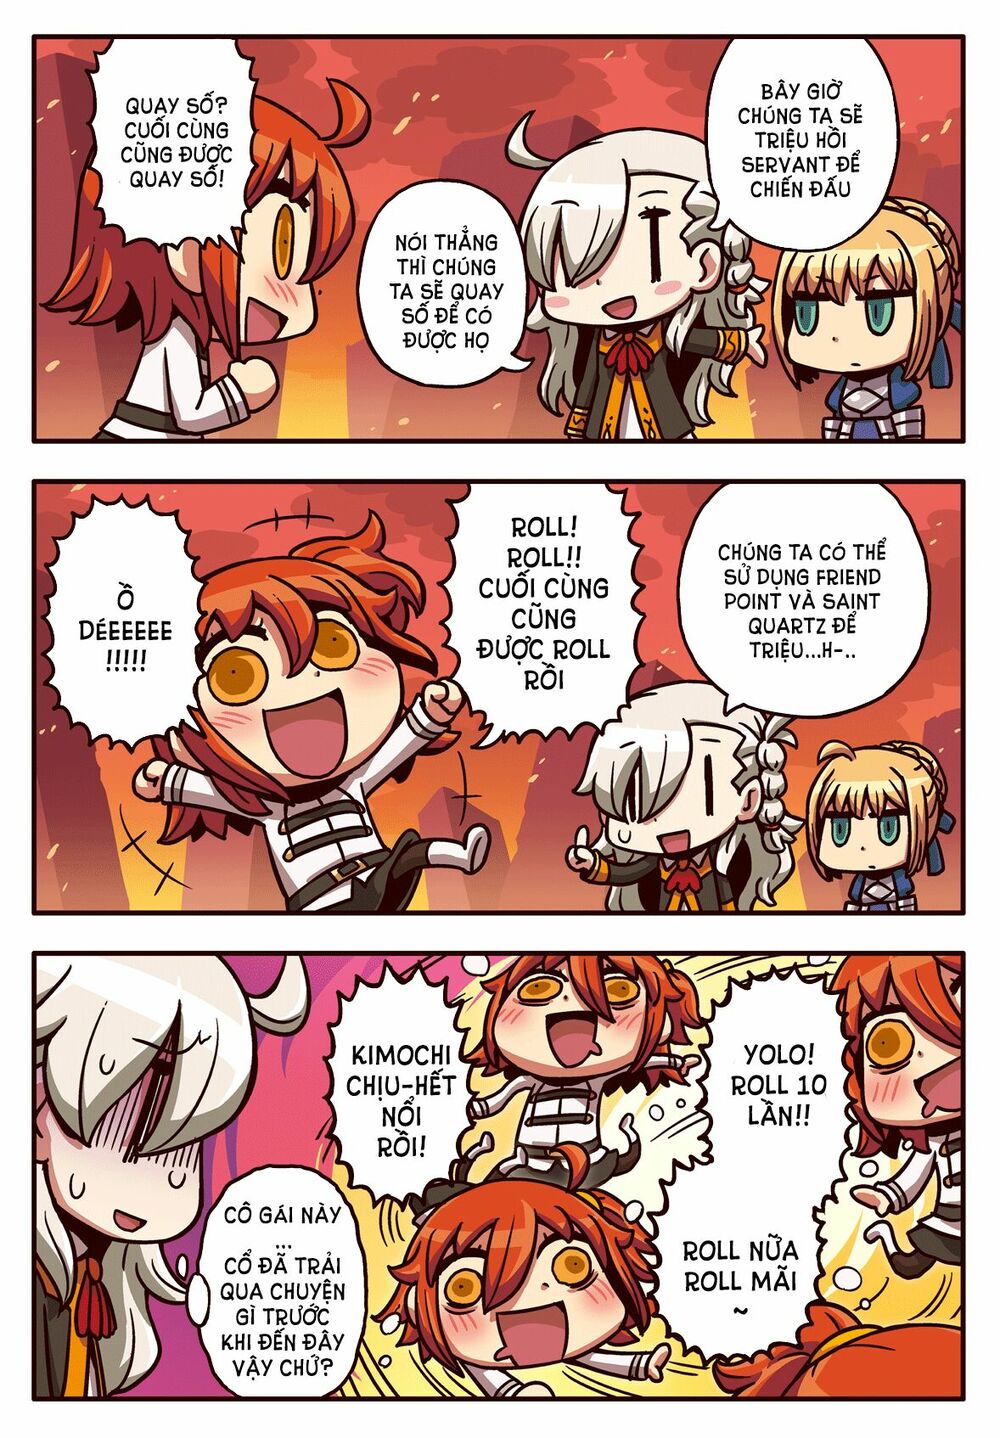 BÂY GIỜ
CHÚNG TA SẼ
TRIỆU HỒI
SERVANT ĐỂ
CHIẾN ĐẤU
NÓI THẲNG
THÌ CHÚNG
TA SẼ QUAY
SỐ ĐỂ CÓ
ĐƯỢC HỌ
QUAY SỐ?
CUỐI CÙNG
CŨNG ĐƯỢC
QUAY SỐ!
CHÚNG TA CÓ THỂ
SỬ DỤNG FRIEND
POINT VÀ SAINT
QUARTZ ĐỂ
TRIỆU...H-..
ROLL!
ROLL!!
CUỐI CÙNG
CŨNG
ĐƯỢC ROLL
RỒI
Ồ
DÉEEEEE
!!!!!
YOLO!
ROLL 10
LẦN!!
ROLL NỮA
ROLL MÃI
~
KIMOCHI
CHỊU-HẾT
NỔI
RỒI!
CÔ GÁI NÀY
...
CỔ ĐÃ TRẢI
QUA CHUYỆN
GÌ TRƯỚC
KHI ĐẾN ĐÂY
VẬY CHỨ?